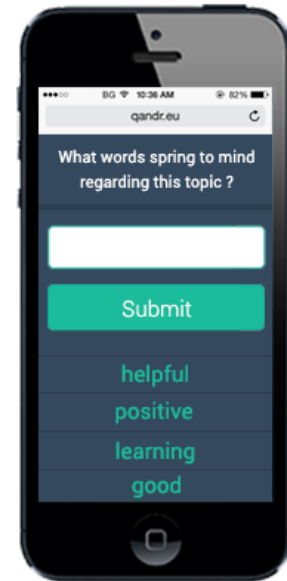 BG 10:36 AM 82%
qandr.eu
What words spring to mind
regarding this topic ?
Submit
helpful
positive
learning
good